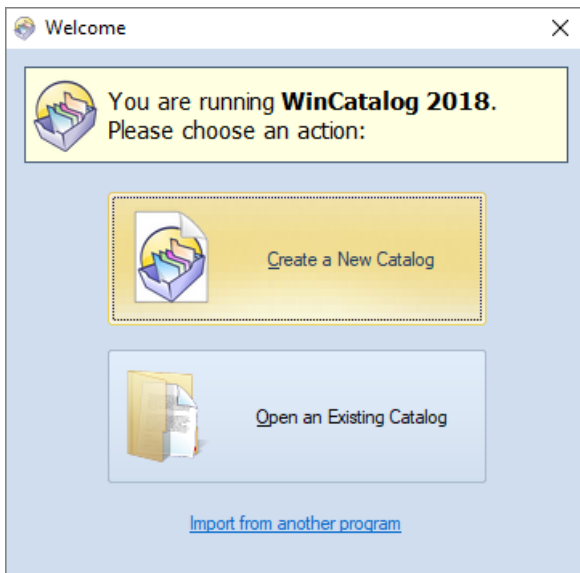 Welcome
You are running WinCatalog 2018.
Please choose an action:
Create a New Catalog
Open an Existing Catalog
Import from another program